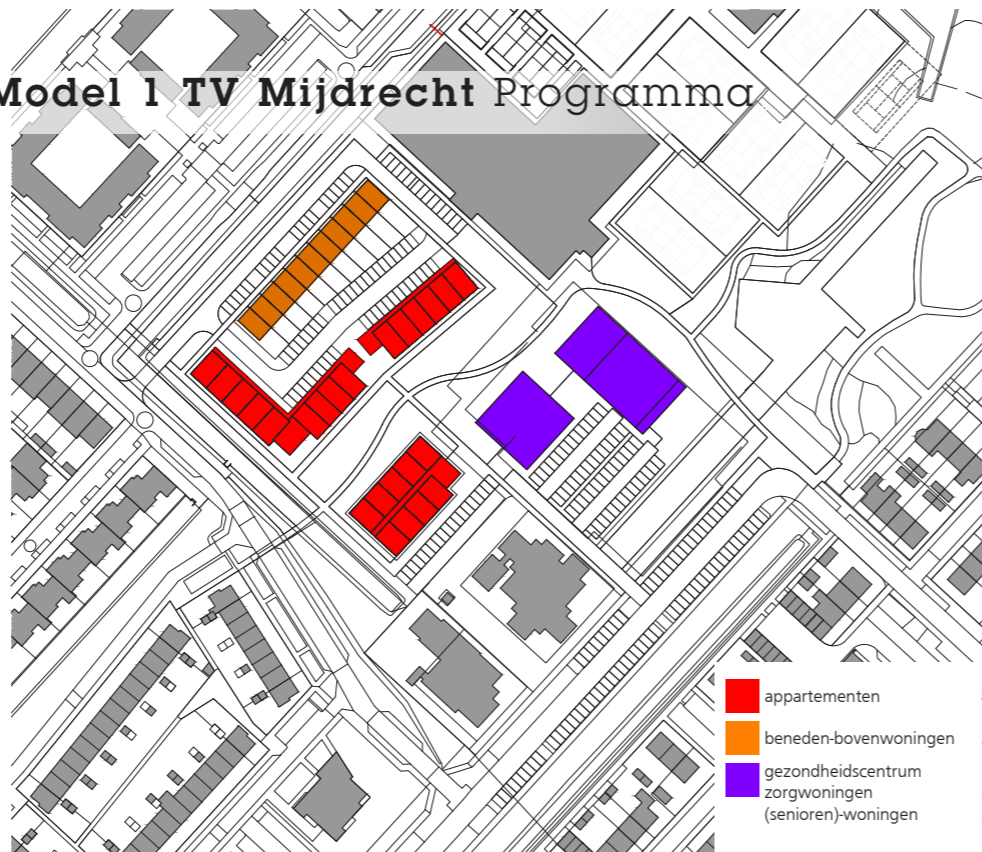 Model 1 TV Mijdrecht Programma
appartementen
beneden-bovenwoningen
gezondheidscentrum
zorgwoningen
(senioren)-woningen